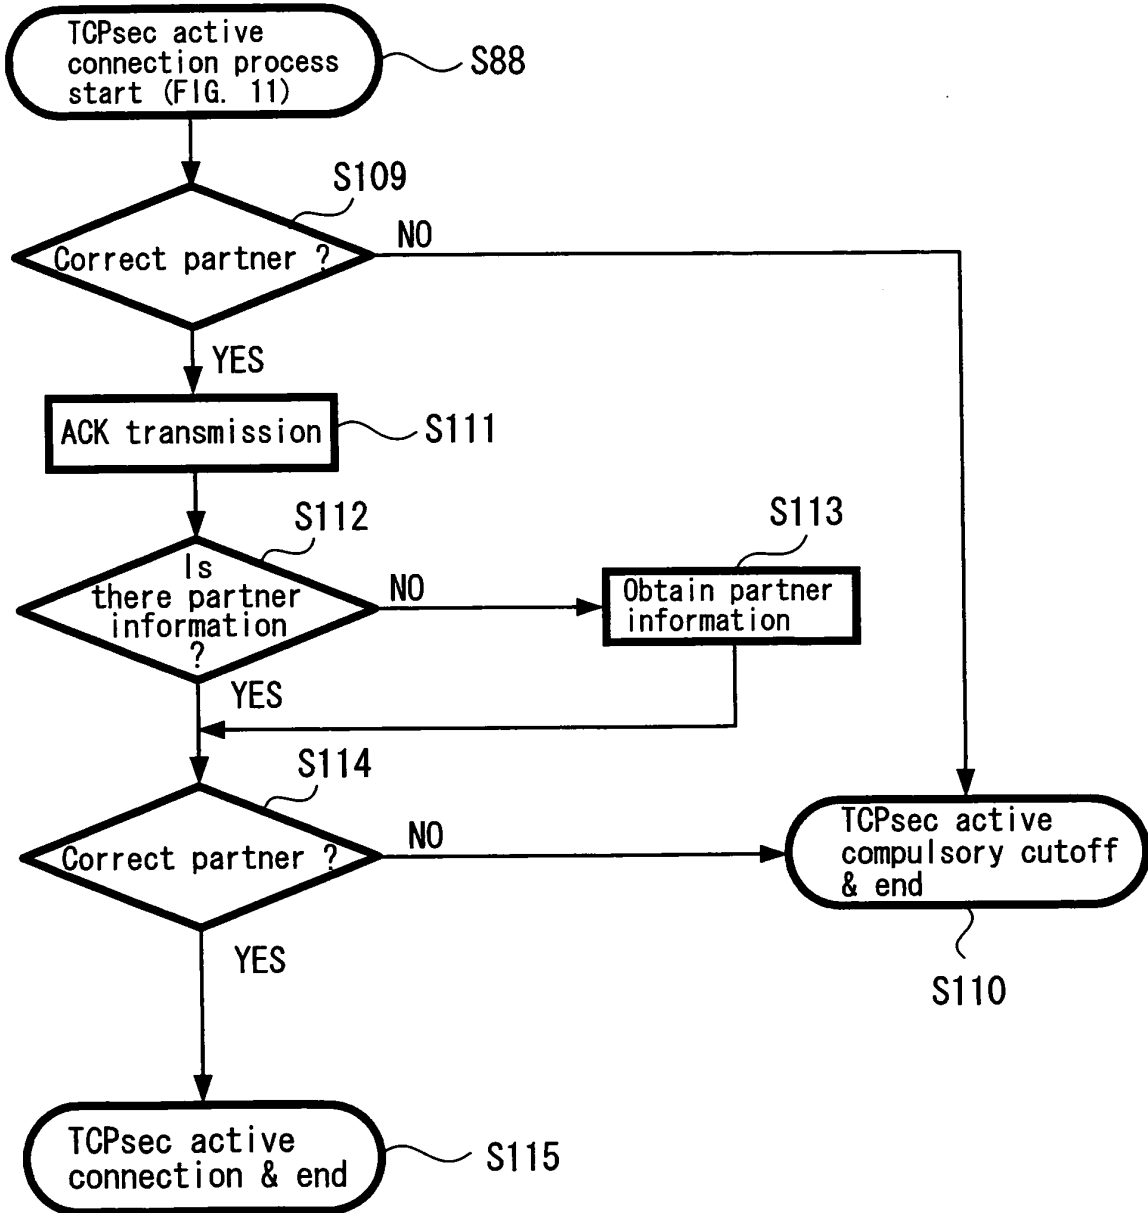 TCPsec active
connection process
start (FIG. 11)
S88
S109
Correct partner ?
NO
YES
ACK transmission
S111
S112
Is
there partner
information
?
NO
S113
Obtain partner
information
YES
S114
Correct partner ?
NO
TCPsec active
compulsory cutoff
& end
S110
YES
TCPsec active
connection & end
S115